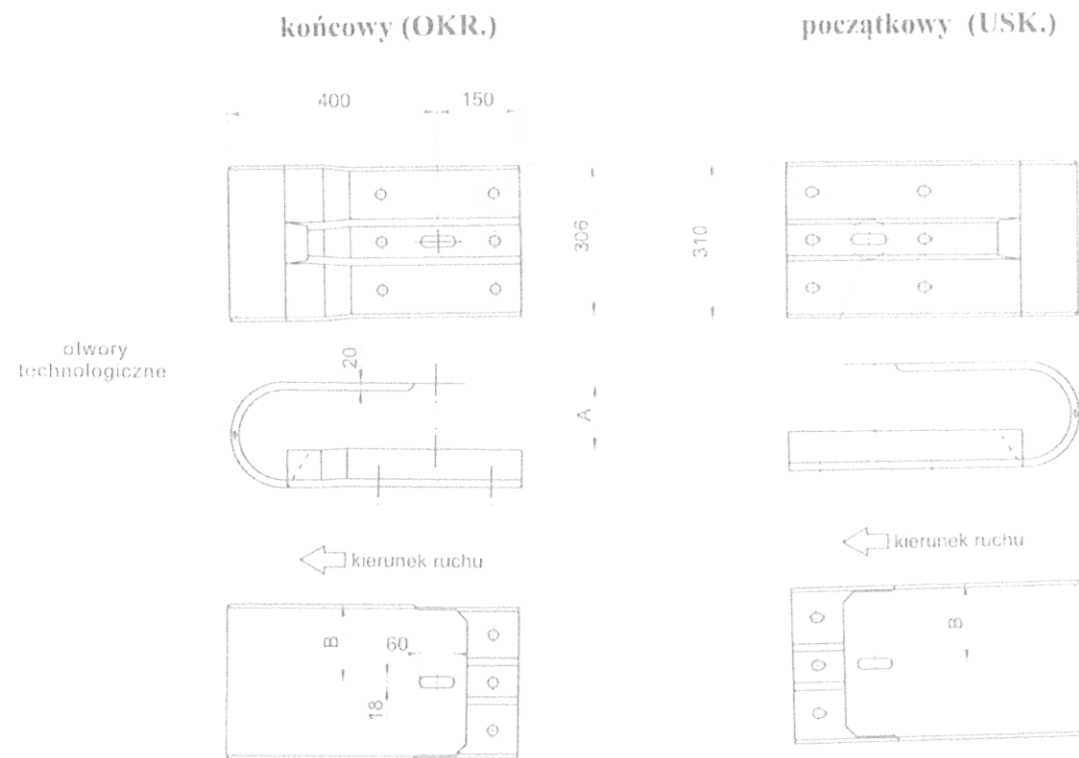 końcowy (OKR.)
początkowy (USK.)
400
150
306
310
otwory
technologiczne
20
A
kierunek ruchu
kierunek ruchu
B
60
18
B